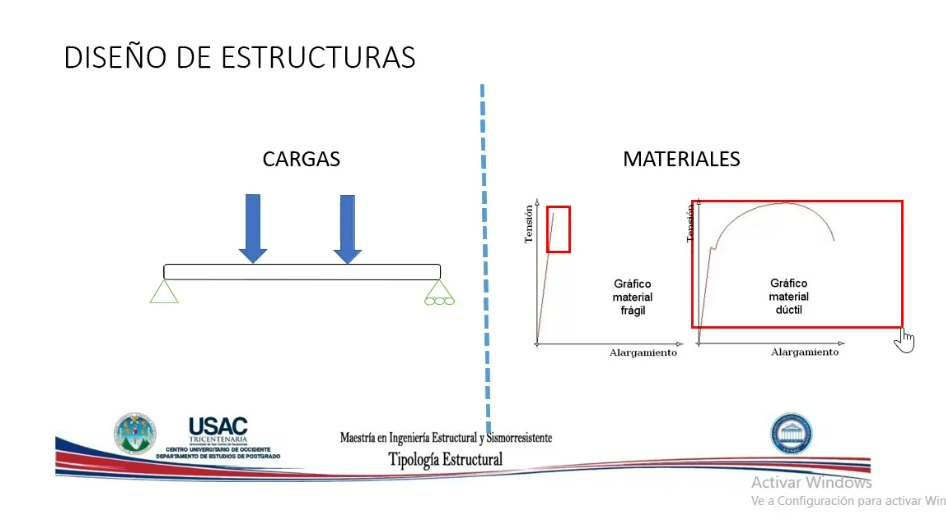 DISEÑO DE ESTRUCTURAS
CARGAS
MATERIALES
Tensión
Gráfico
material
frágil
Alargamiento
Tensión
Gráfico
material
dúctil
Alargamiento
USAC
TRICENTENARIA
CENTRO UNIVERSITARIO DE OCCIDENTE
DEPARTAMENTO DE ESTUDIOS DE POSTGRADO
Maestría en Ingeniería Estructural y Sismorresistente
Tipología Estructural
Activar Windows
Ve a Configuración para activar Win